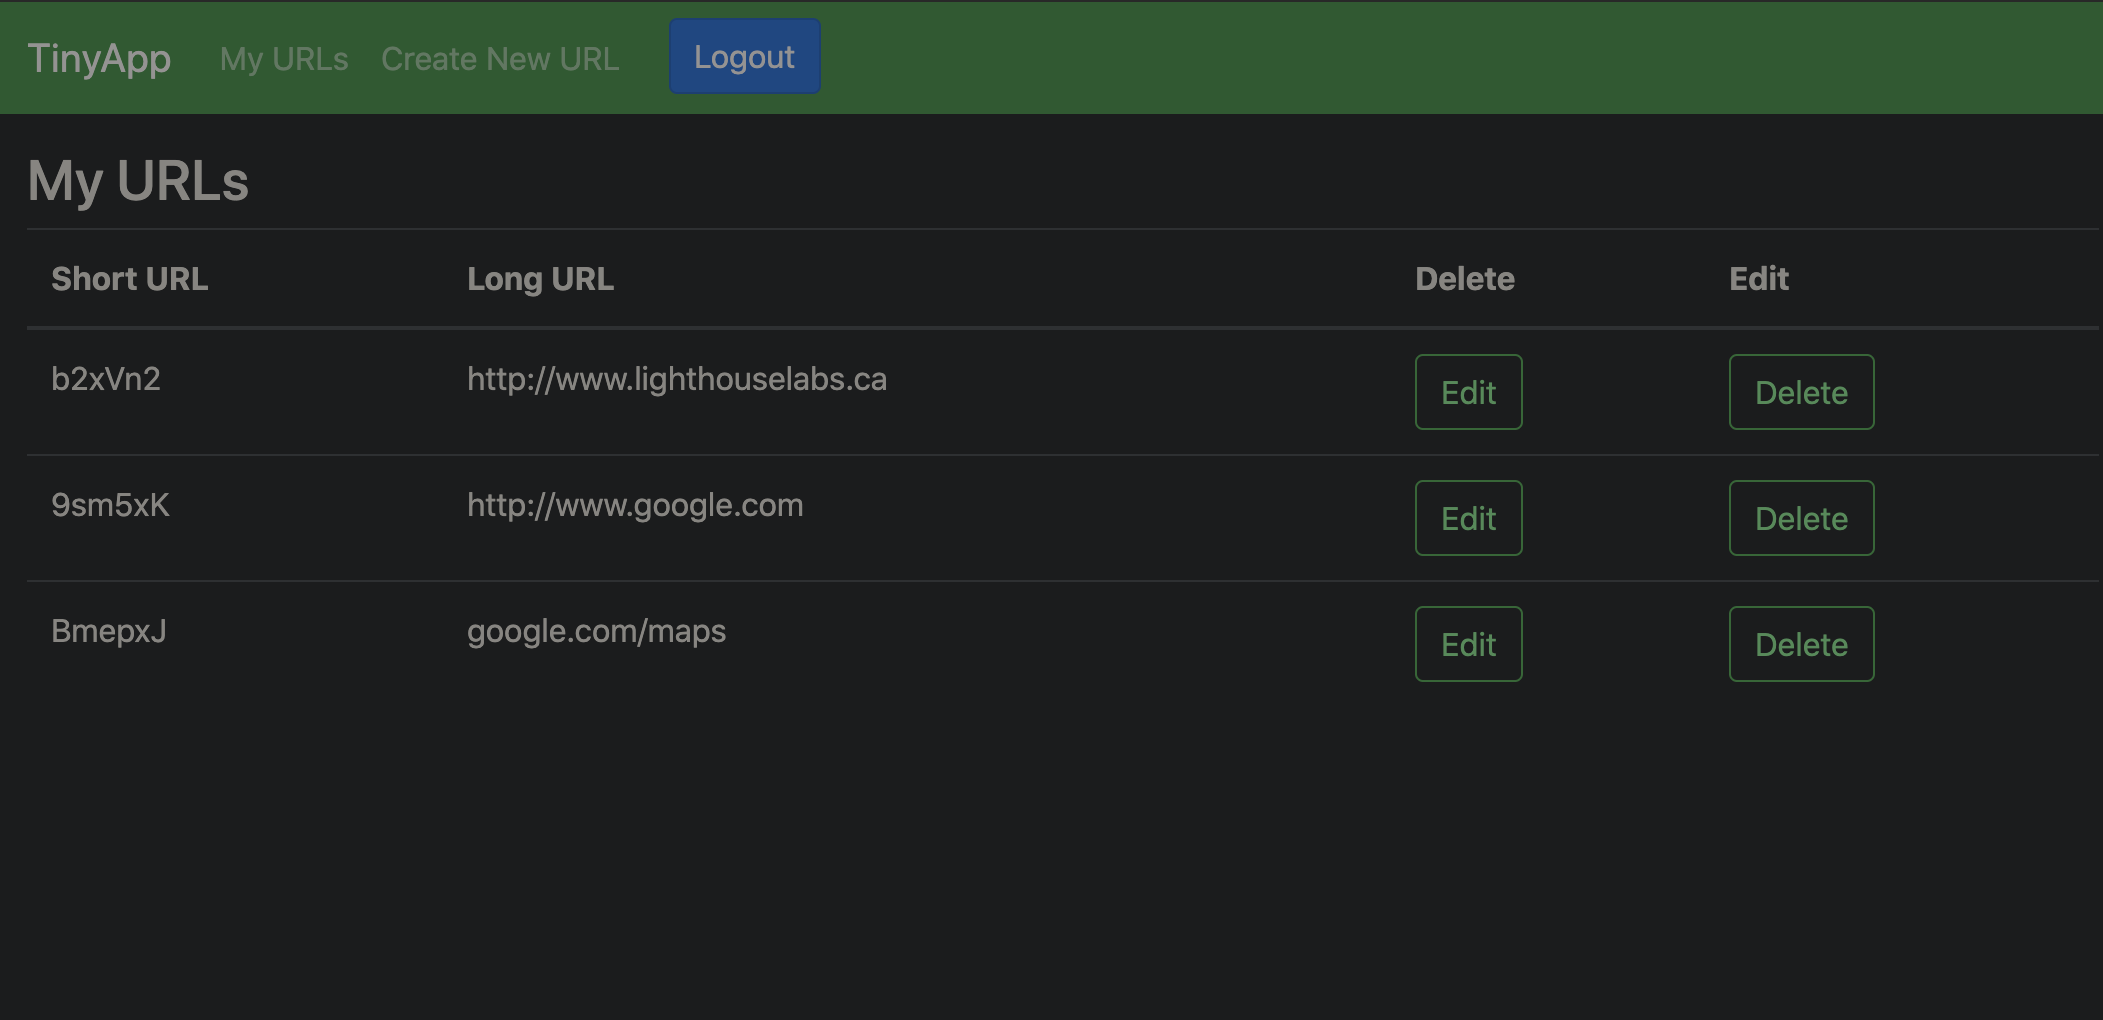 TinyApp My URLs Create New URL Logout
My URLs
Short URL Long URL Delete Edit
b2xVn2 http://www.lighthouselabs.ca Edit Delete
9sm5xK http://www.google.com Edit Delete
BmepxJ google.com/maps Edit Delete